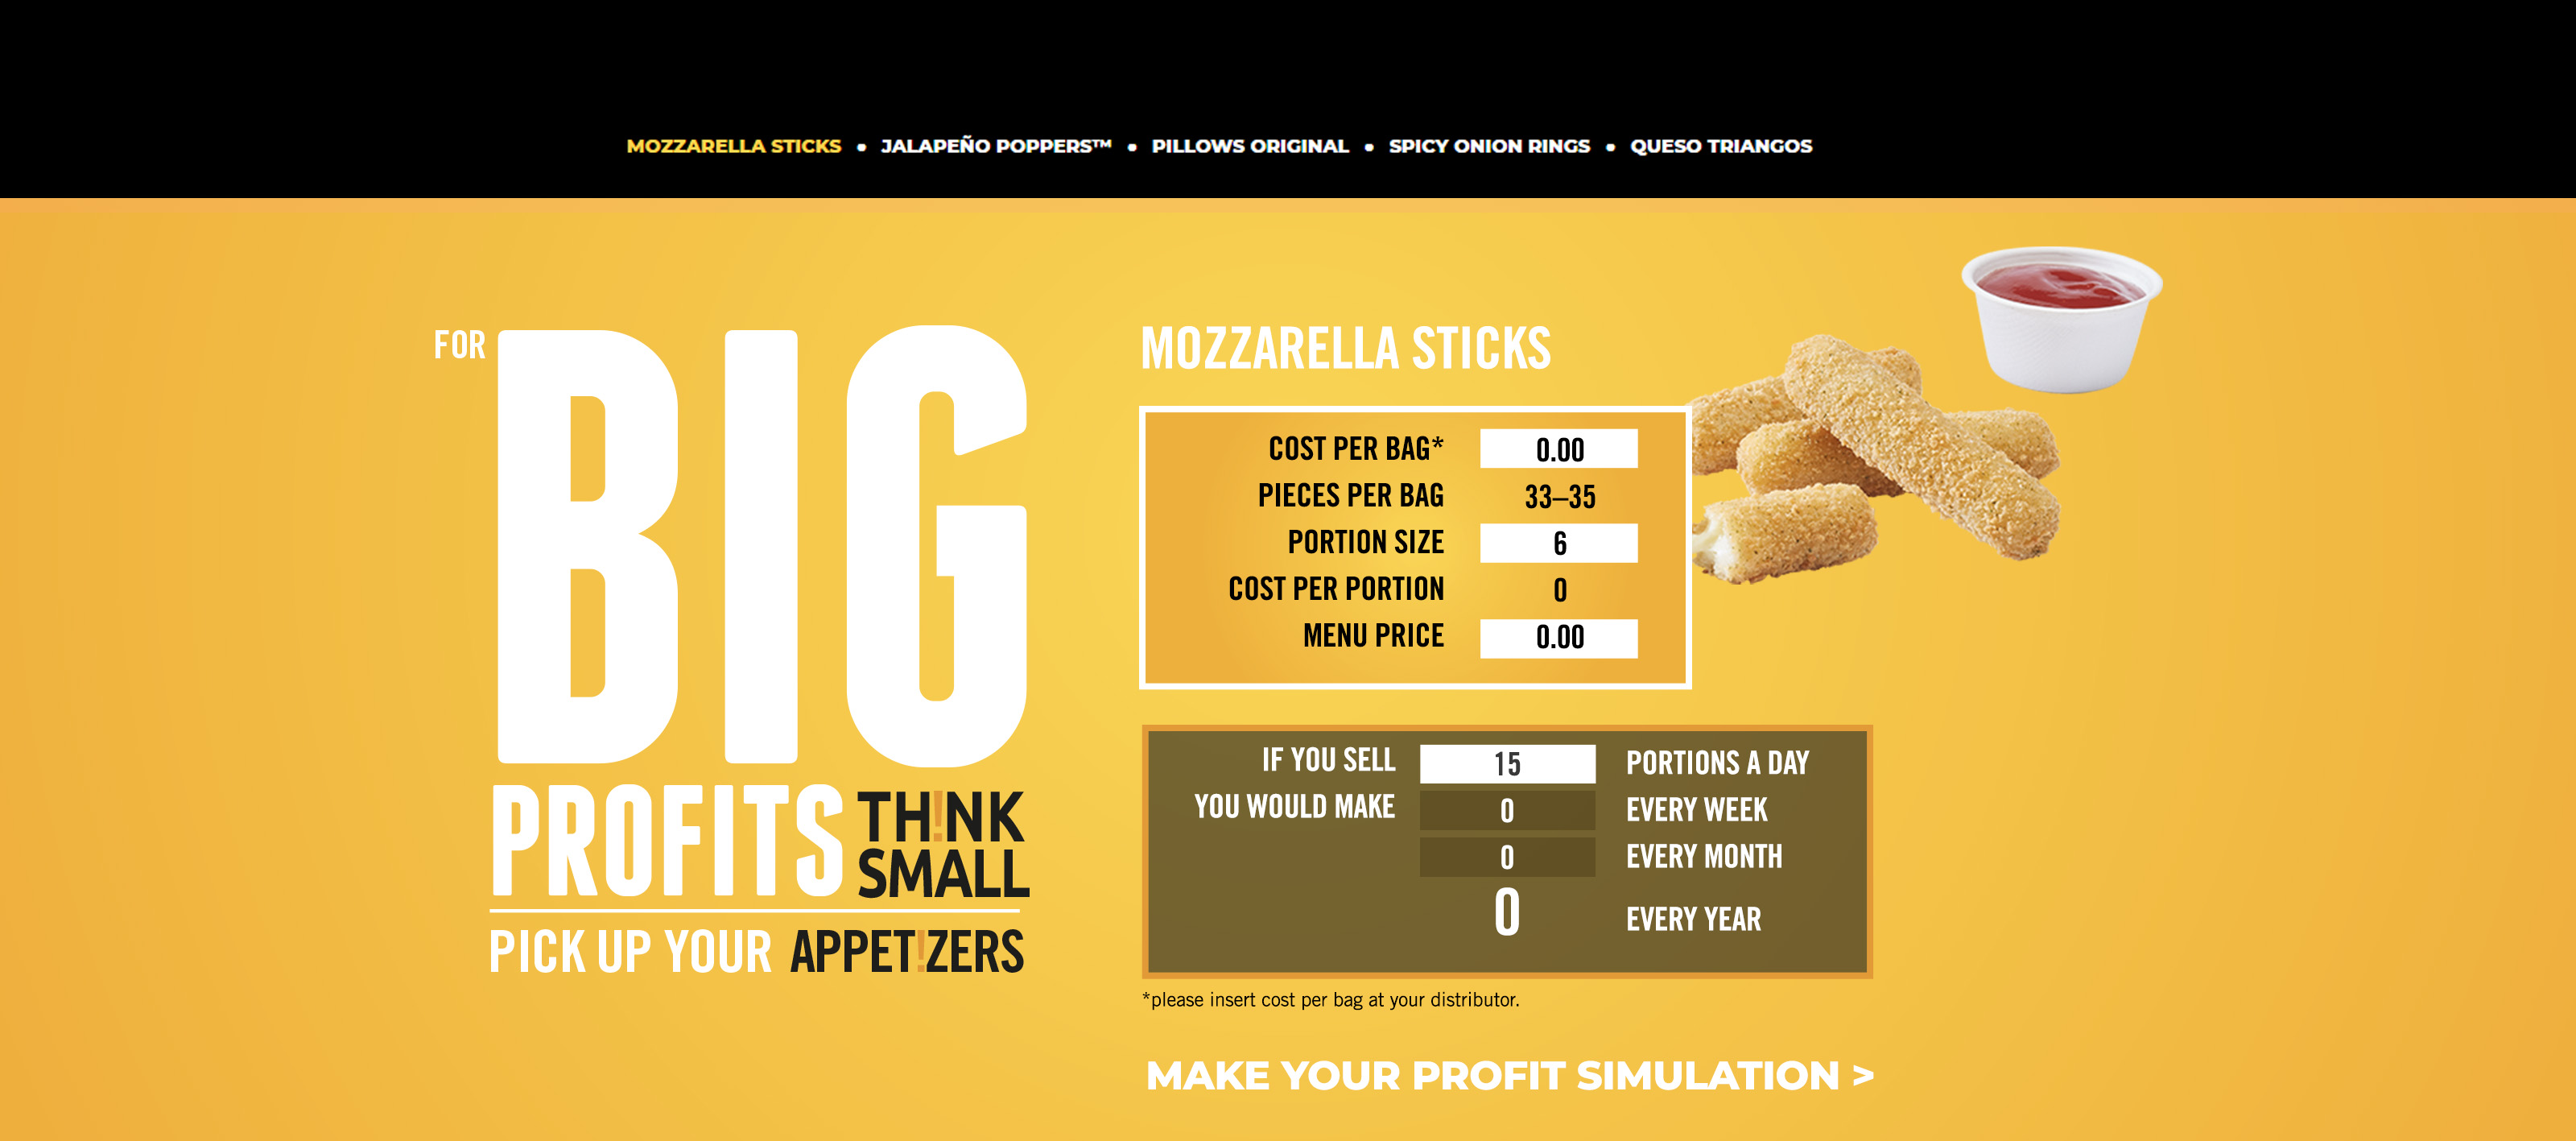 MOZZARELLA STICKS • JALAPEÑO POPPERS™ • PILLOWS ORIGINAL • SPICY ONION RINGS • QUESO TRIANGOS
FOR BIG
PROFITS TH!NK
SMALL
PICK UP YOUR APPET!ZERS
MOZZARELLA STICKS
COST PER BAG* 0.00
PIECES PER BAG 33–35
PORTION SIZE 6
COST PER PORTION 0
MENU PRICE 0.00
IF YOU SELL 15 PORTIONS A DAY
YOU WOULD MAKE 0 EVERY WEEK
0 EVERY MONTH
0 EVERY YEAR
*please insert cost per bag at your distributor.
MAKE YOUR PROFIT SIMULATION >